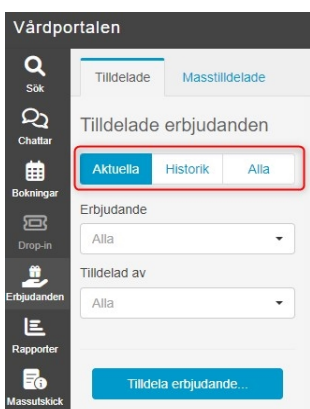 Vårdportalen
Sök
Chattar
Bokningar
Drop-in
Erbjudanden
Rapporter
Massutskick
Tilldelade Masstilldelade
Tilldelade erbjudanden
Aktuella Historik Alla
Erbjudande
Alla
Tilldelad av
Alla
Tilldela erbjudande...